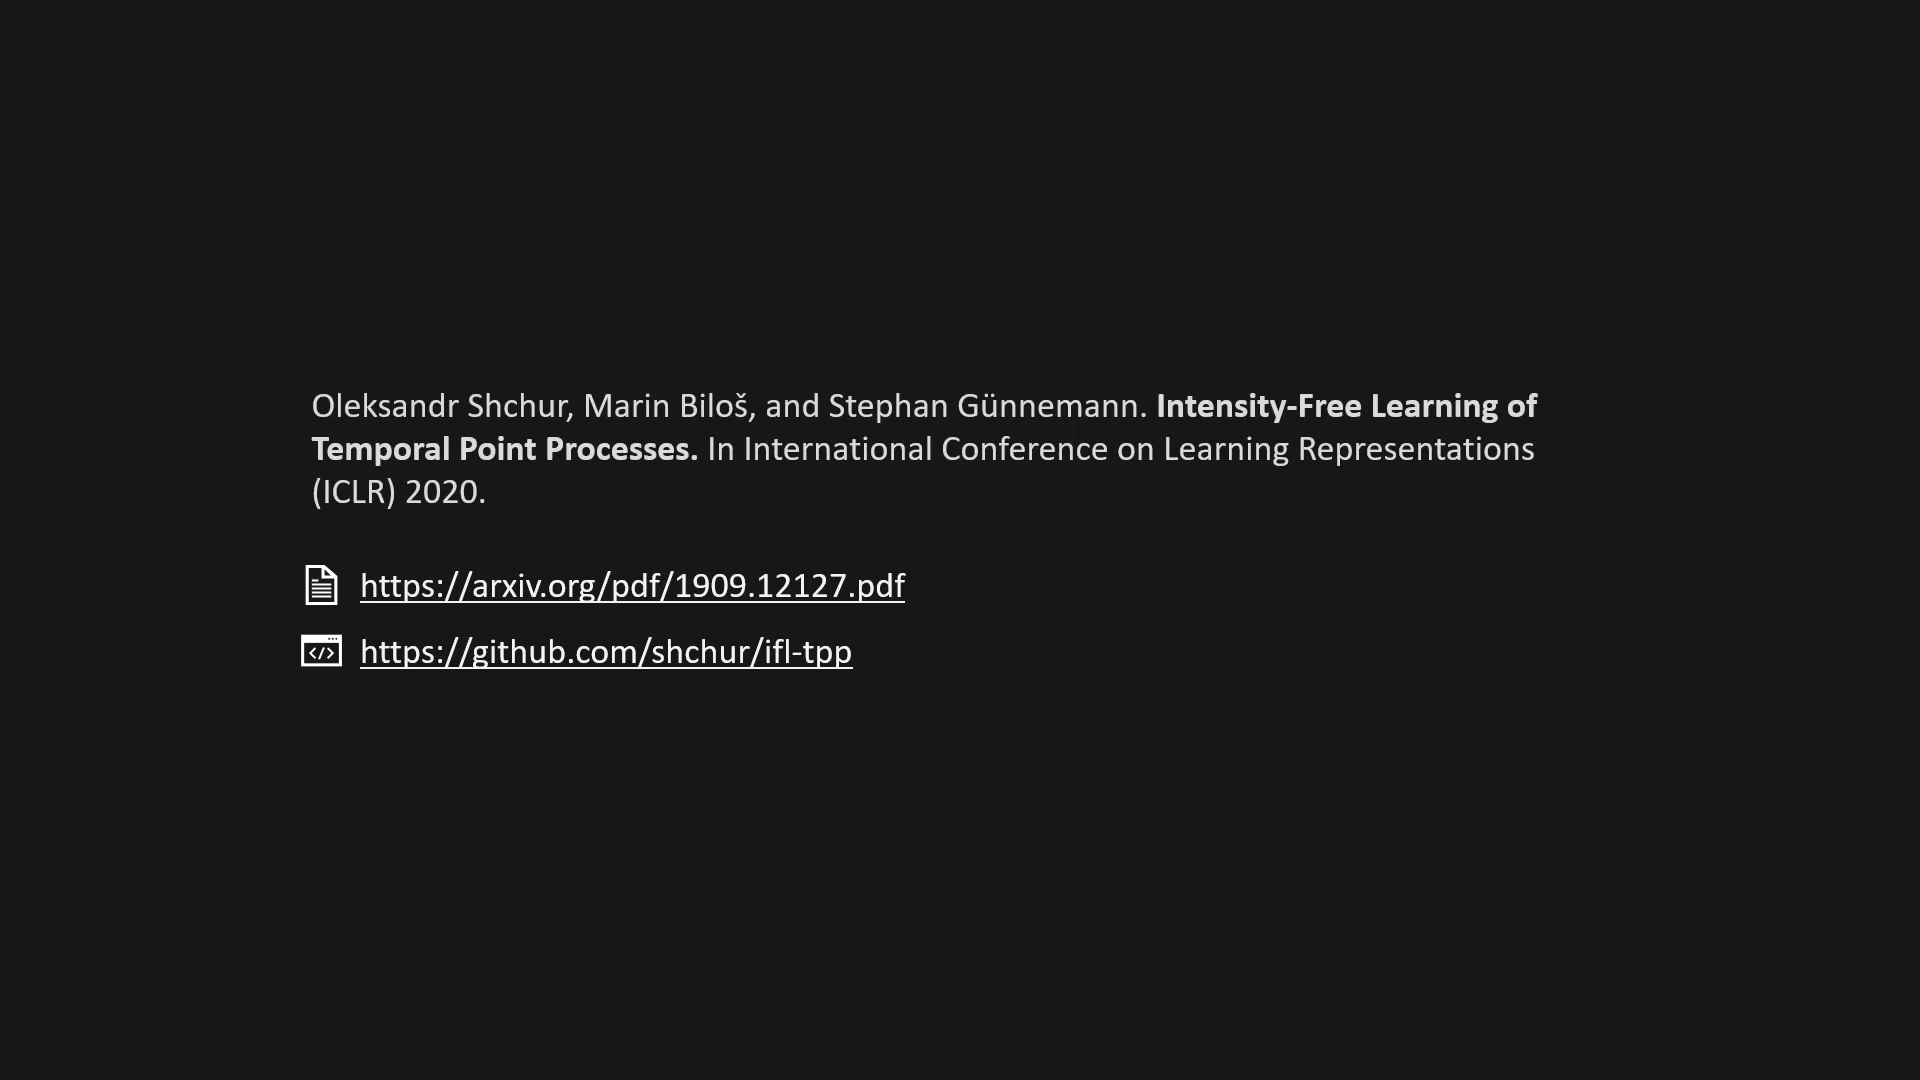 Oleksandr Shchur, Marin Biloš, and Stephan Günnemann. Intensity-Free Learning of
Temporal Point Processes. In International Conference on Learning Representations
(ICLR) 2020.
https://arxiv.org/pdf/1909.12127.pdf
</>
https://github.com/shchur/ifl-tpp